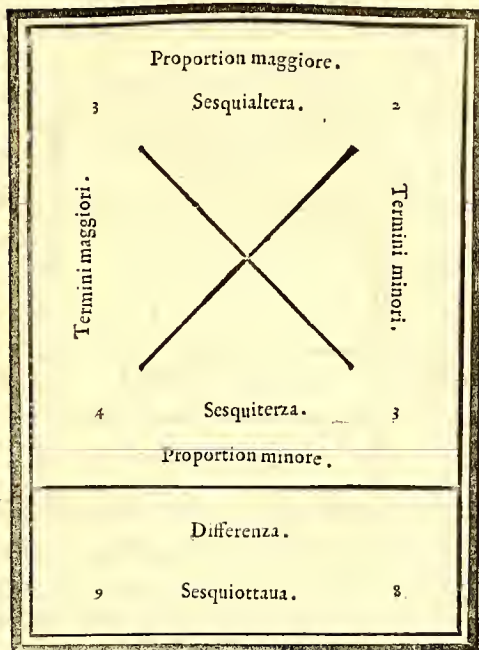 Proportion maggiore.
3 Sesquialtera. 2
Termini maggiori.
Termini minori.
4 Sesquiterza. 3
Proportion minore.
Differenza.
9 Sesquiottaua. 8